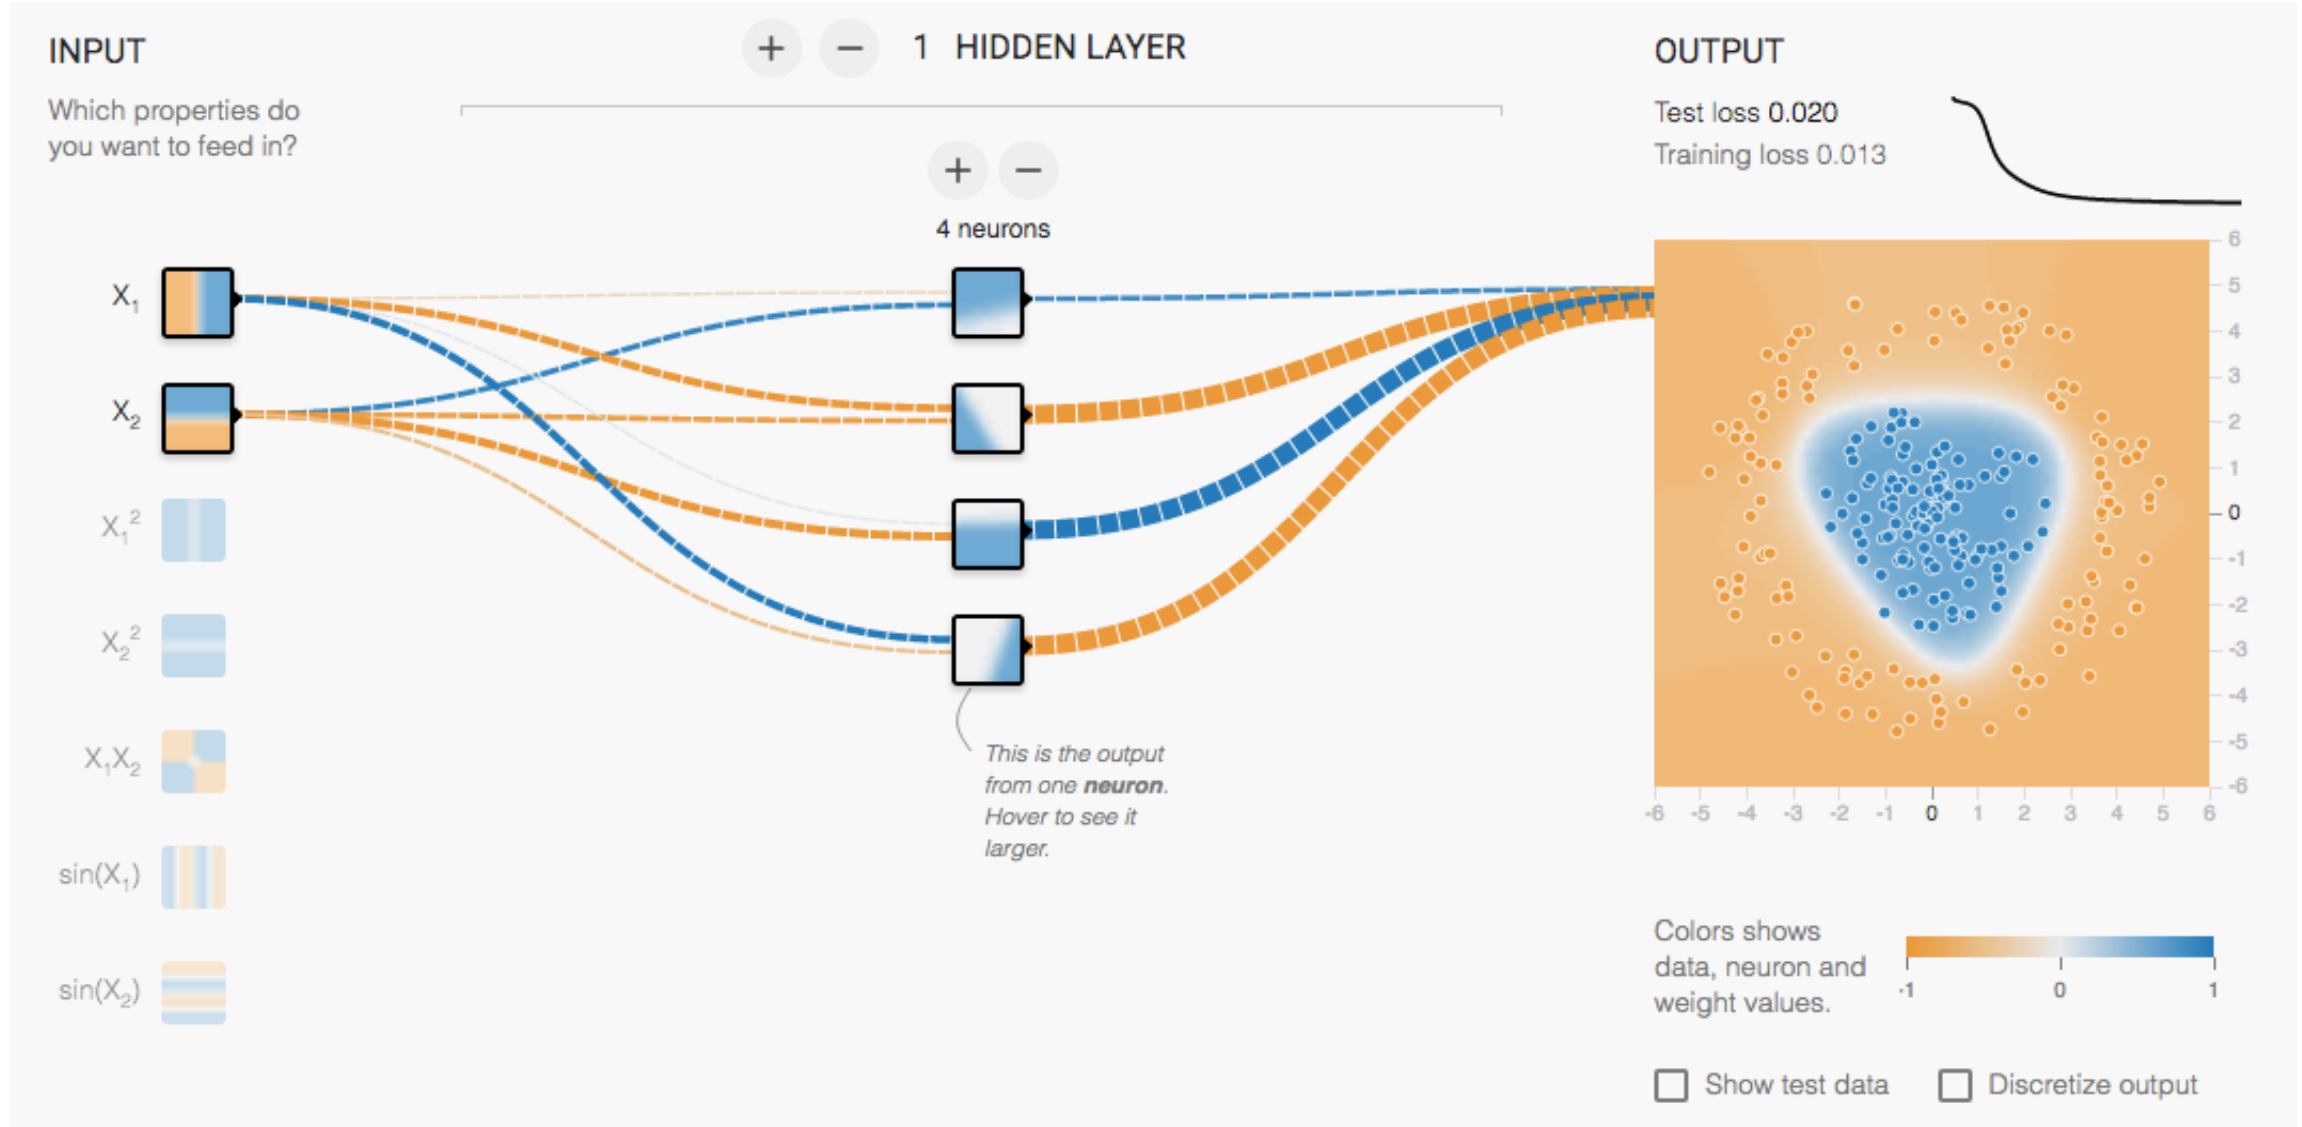 INPUT
Which properties do
you want to feed in?
X1
X2
X1²
X2²
X1X2
sin(X1)
sin(X2)
+ − 1 HIDDEN LAYER
+ −
4 neurons
This is the output
from one neuron.
Hover to see it
larger.
OUTPUT
Test loss 0.020
Training loss 0.013
6
5
4
3
2
1
0
-1
-2
-3
-4
-5
-6
-6 -5 -4 -3 -2 -1 0 1 2 3 4 5 6
Colors shows
data, neuron and
weight values.
-1 0 1
Show test data
Discretize output